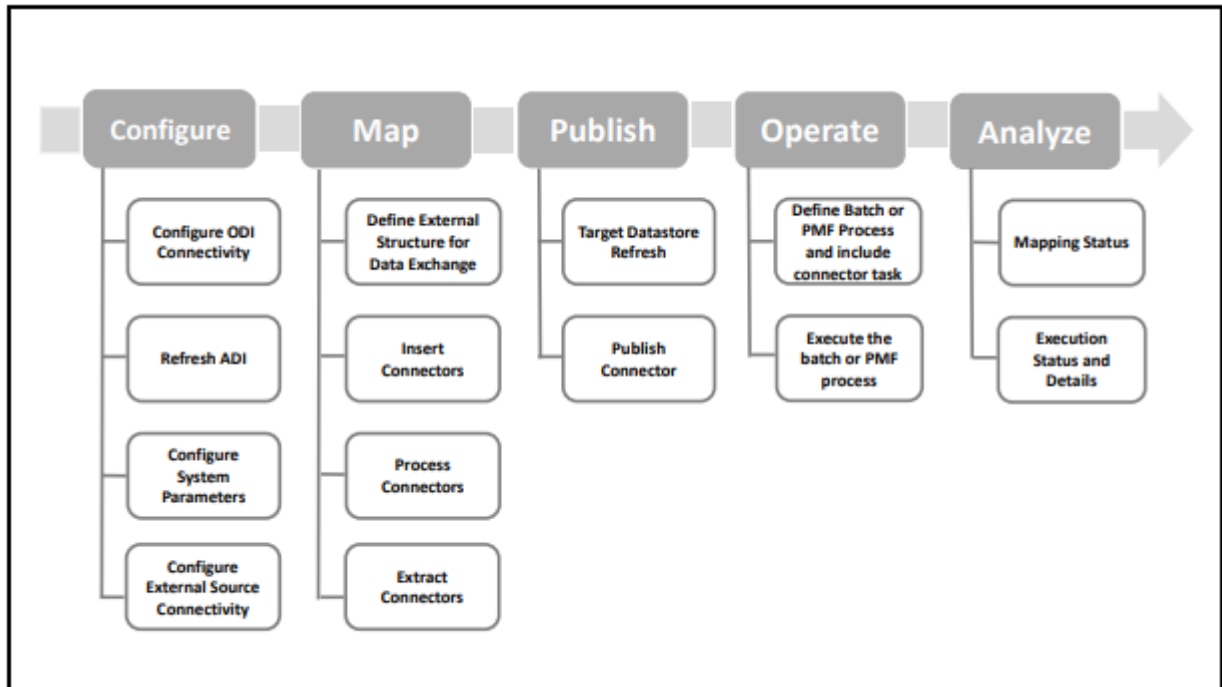 Configure
Map
Publish
Operate
Analyze
Configure ODI
Connectivity
Refresh ADI
Configure
System
Parameters
Configure
External Source
Connectivity
Define External
Structure for
Data Exchange
Insert
Connectors
Process
Connectors
Extract
Connectors
Target Datastore
Refresh
Publish
Connector
Define Batch or
PMF Process
and include
connector task
Execute the
batch or PMF
process
Mapping Status
Execution
Status and
Details